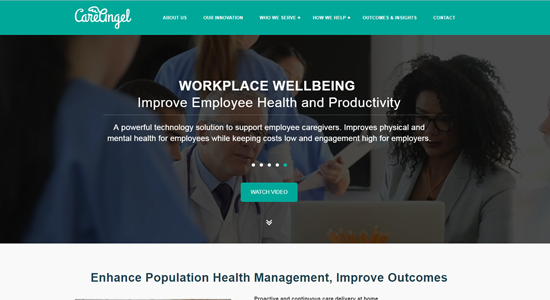 CareAngel
ABOUT US
OUR INNOVATION
WHO WE SERVE +
HOW WE HELP +
OUTCOMES & INSIGHTS
CONTACT
WORKPLACE WELLBEING
Improve Employee Health and Productivity
A powerful technology solution to support employee caregivers. Improves physical and
mental health for employees while keeping costs low and engagement high for employers.
WATCH VIDEO
Enhance Population Health Management, Improve Outcomes
Proactive and continuous care delivery at home